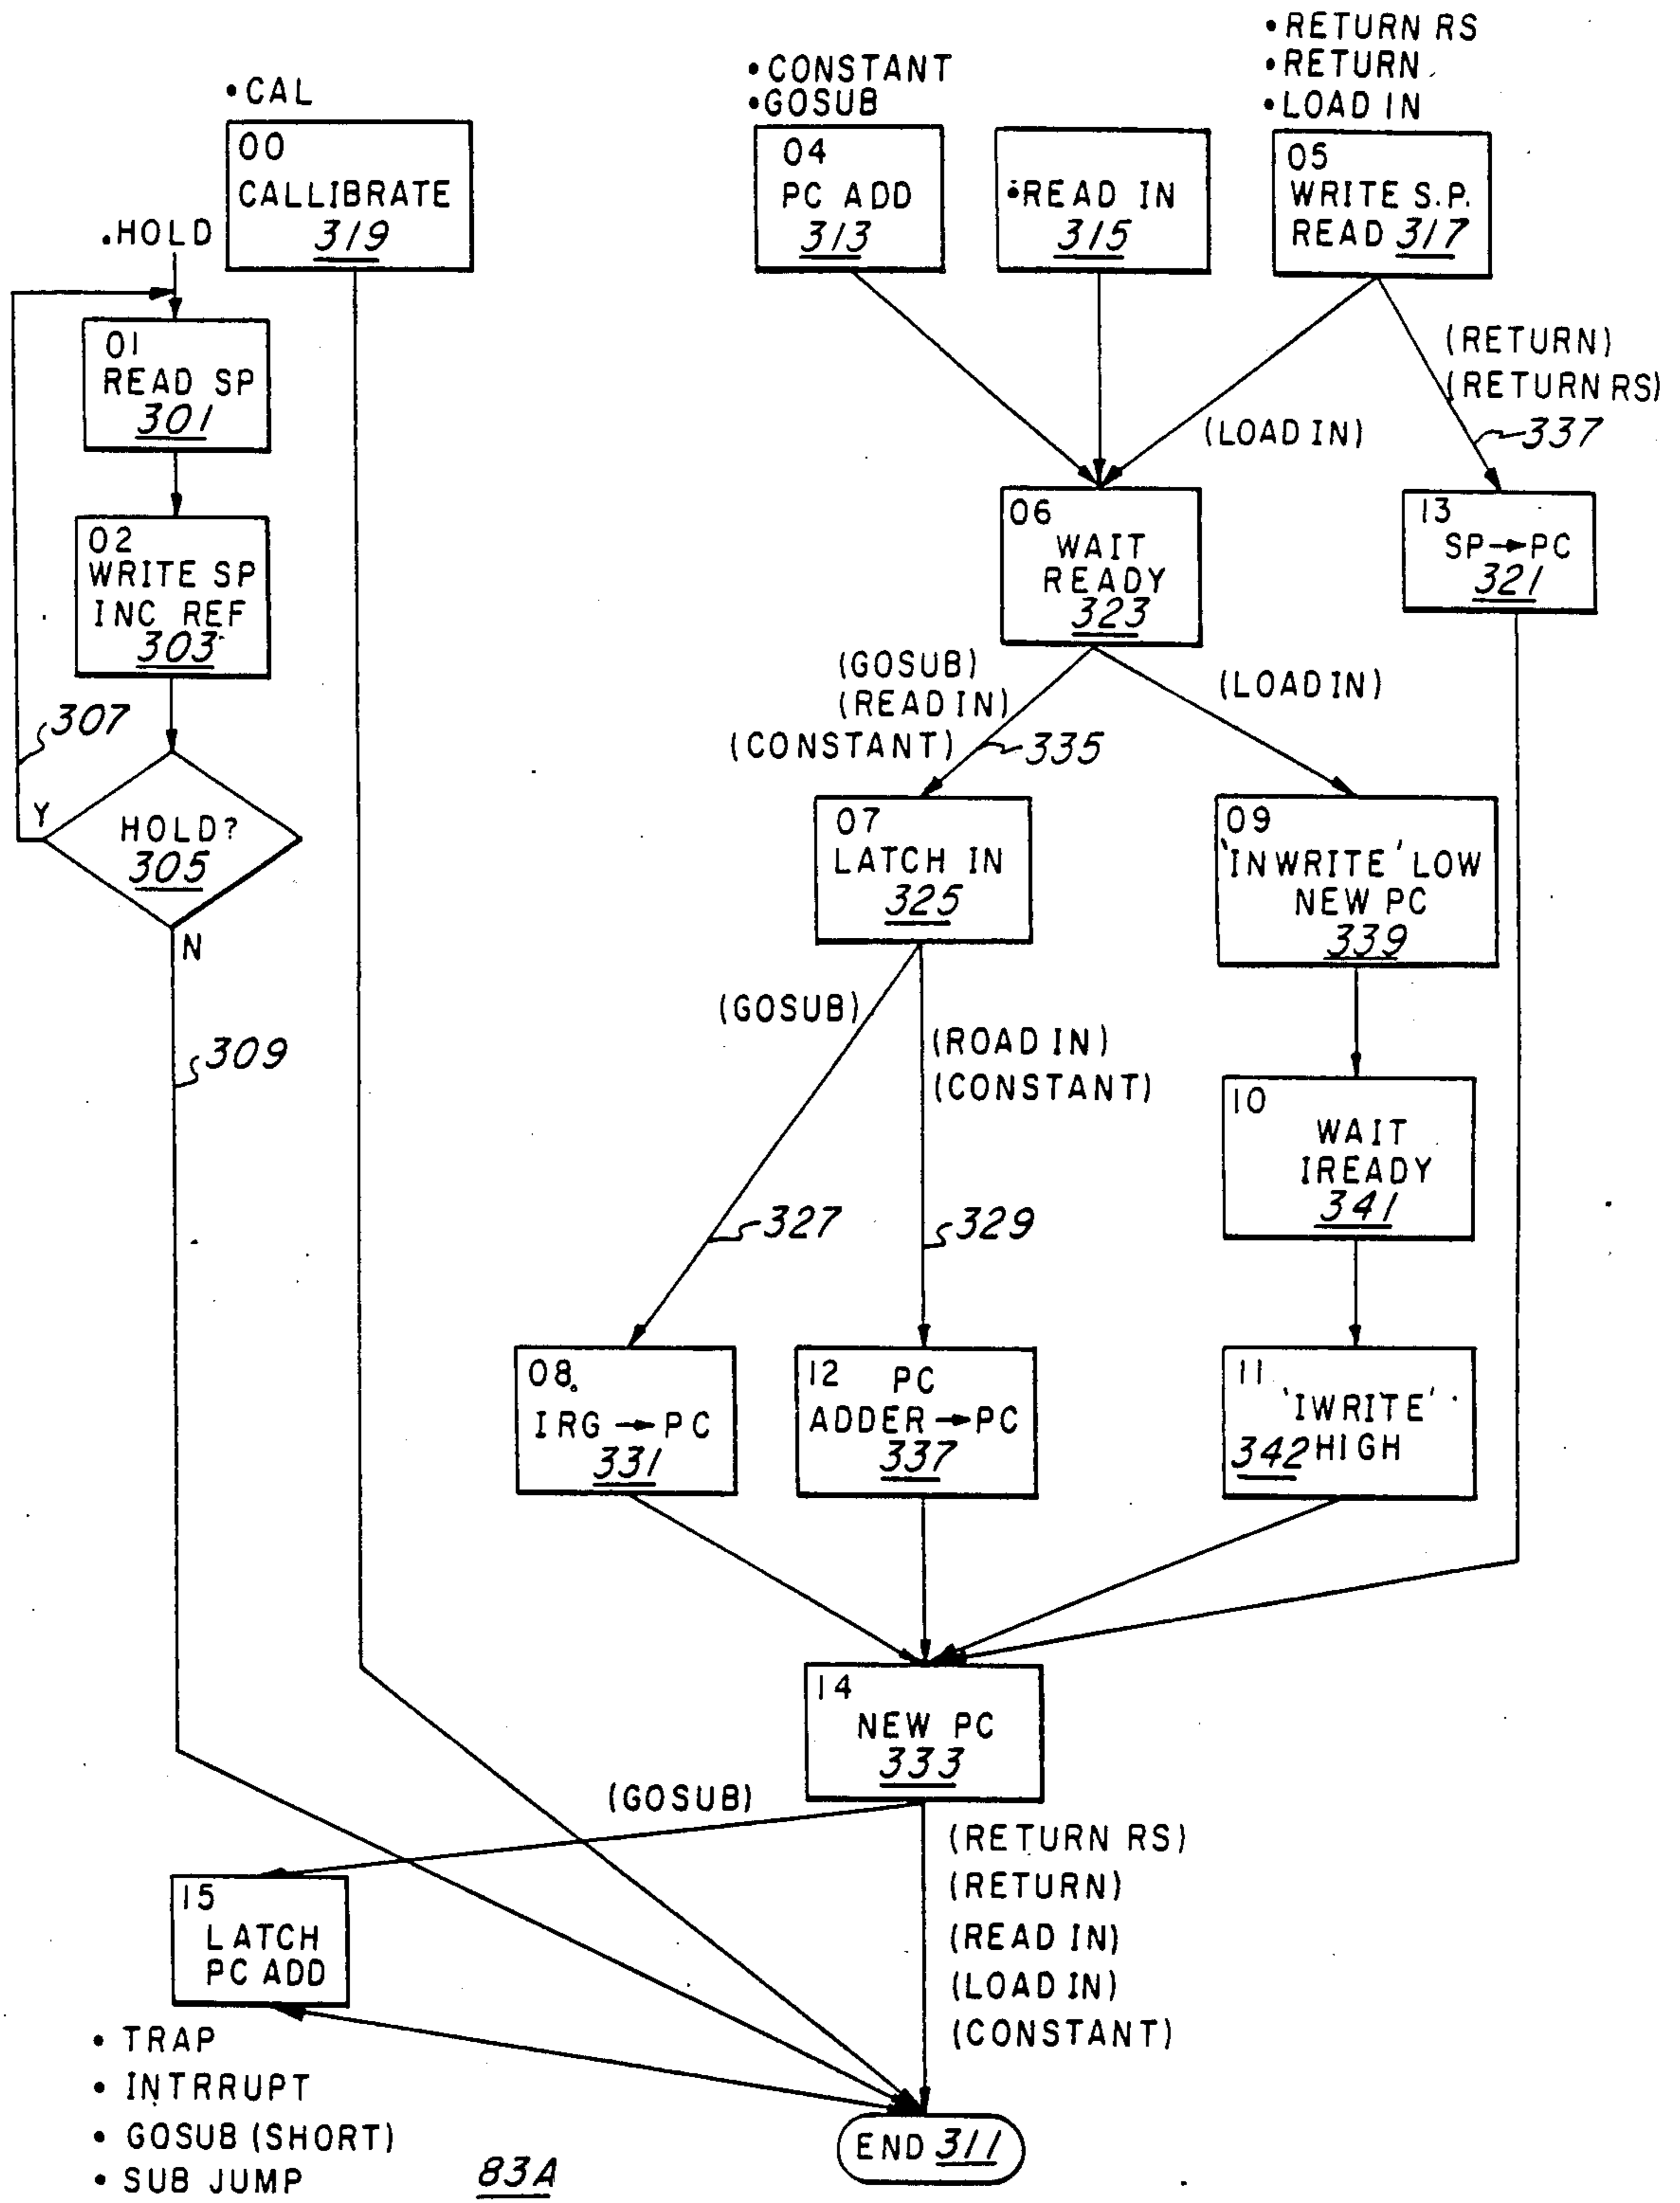 •CAL
00
CALLIBRATE
319
.HOLD
01
READ SP
301
02
WRITE SP
INC REF
303
307
Y
HOLD?
305
N
309
•CONSTANT
•GOSUB
04
PC ADD
313
•READ IN
315
•RETURN RS
•RETURN
•LOAD IN
05
WRITE S.P.
READ 317
(RETURN)
(RETURN RS)
337
(LOAD IN)
06
WAIT
READY
323
13
SP→PC
321
(GOSUB)
(READ IN)
(CONSTANT)
335
(LOAD IN)
07
LATCH IN
325
09
'INWRITE' LOW
NEW PC
339
(GOSUB)
(ROAD IN)
(CONSTANT)
10
WAIT
IREADY
341
327
329
08.
IRG → PC
331
12 PC
ADDER→PC
337
11
'IWRITE'
342 HIGH
14
NEW PC
333
(GOSUB)
(RETURN RS)
(RETURN)
(READ IN)
(LOAD IN)
(CONSTANT)
15
LATCH
PC ADD
• TRAP
• INTRRUPT
• GOSUB (SHORT)
• SUB JUMP
83A
END 311